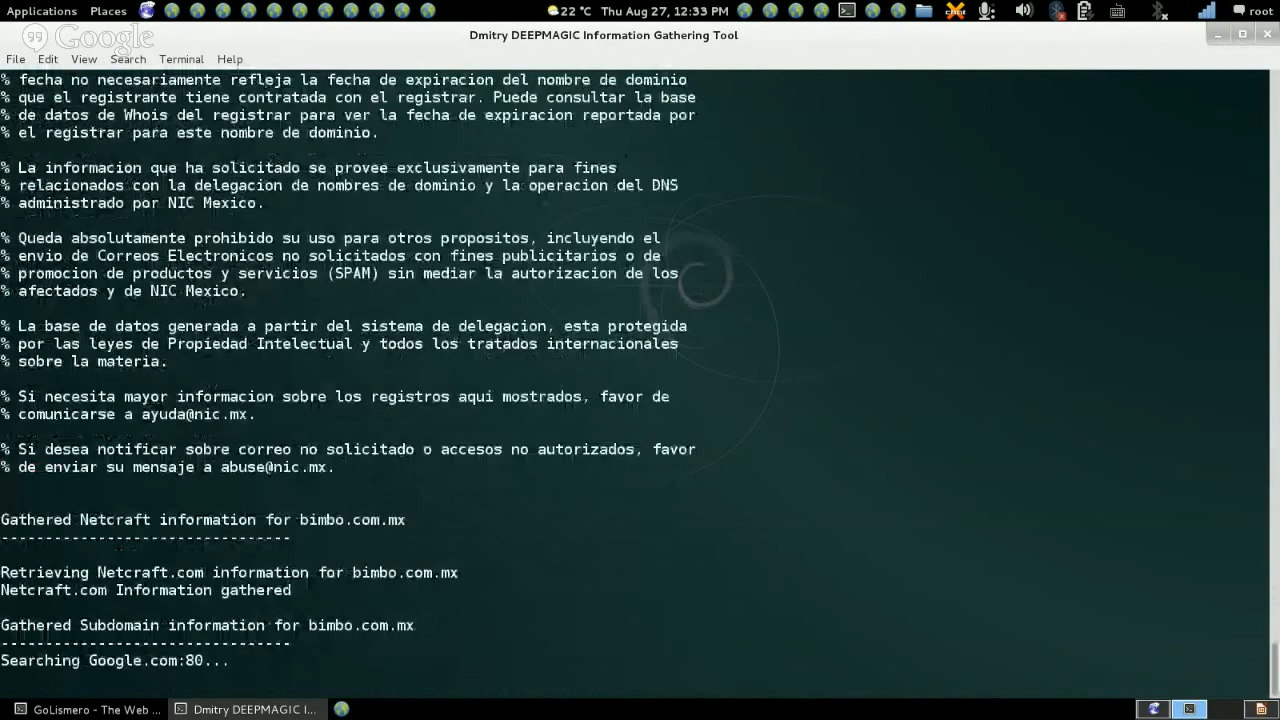 Applications Places 22 °C Thu Aug 27, 12:33 PM root
Google
Dmitry DEEPMAGIC Information Gathering Tool
File Edit View Search Terminal Help
% fecha no necesariamente refleja la fecha de expiracion del nombre de dominio
% que el registrante tiene contratada con el registrar. Puede consultar la base
% de datos de Whois del registrar para ver la fecha de expiracion reportada por
% el registrar para este nombre de dominio.
% La informacion que ha solicitado se provee exclusivamente para fines
% relacionados con la delegacion de nombres de dominio y la operacion del DNS
% administrado por NIC Mexico.
% Queda absolutamente prohibido su uso para otros propositos, incluyendo el
% envio de Correos Electronicos no solicitados con fines publicitarios o de
% promocion de productos y servicios (SPAM) sin mediar la autorizacion de los
% afectados y de NIC Mexico.
% La base de datos generada a partir del sistema de delegacion, esta protegida
% por las leyes de Propiedad Intelectual y todos los tratados internacionales
% sobre la materia.
% Si necesita mayor informacion sobre los registros aqui mostrados, favor de
% comunicarse a ayuda@nic.mx.
% Si desea notificar sobre correo no solicitado o accesos no autorizados, favor
% de enviar su mensaje a abuse@nic.mx.
Gathered Netcraft information for bimbo.com.mx
---------------------------------
Retrieving Netcraft.com information for bimbo.com.mx
Netcraft.com Information gathered
Gathered Subdomain information for bimbo.com.mx
---------------------------------
Searching Google.com:80...
GoLismero - The Web ... Dmitry DEEPMAGIC I...